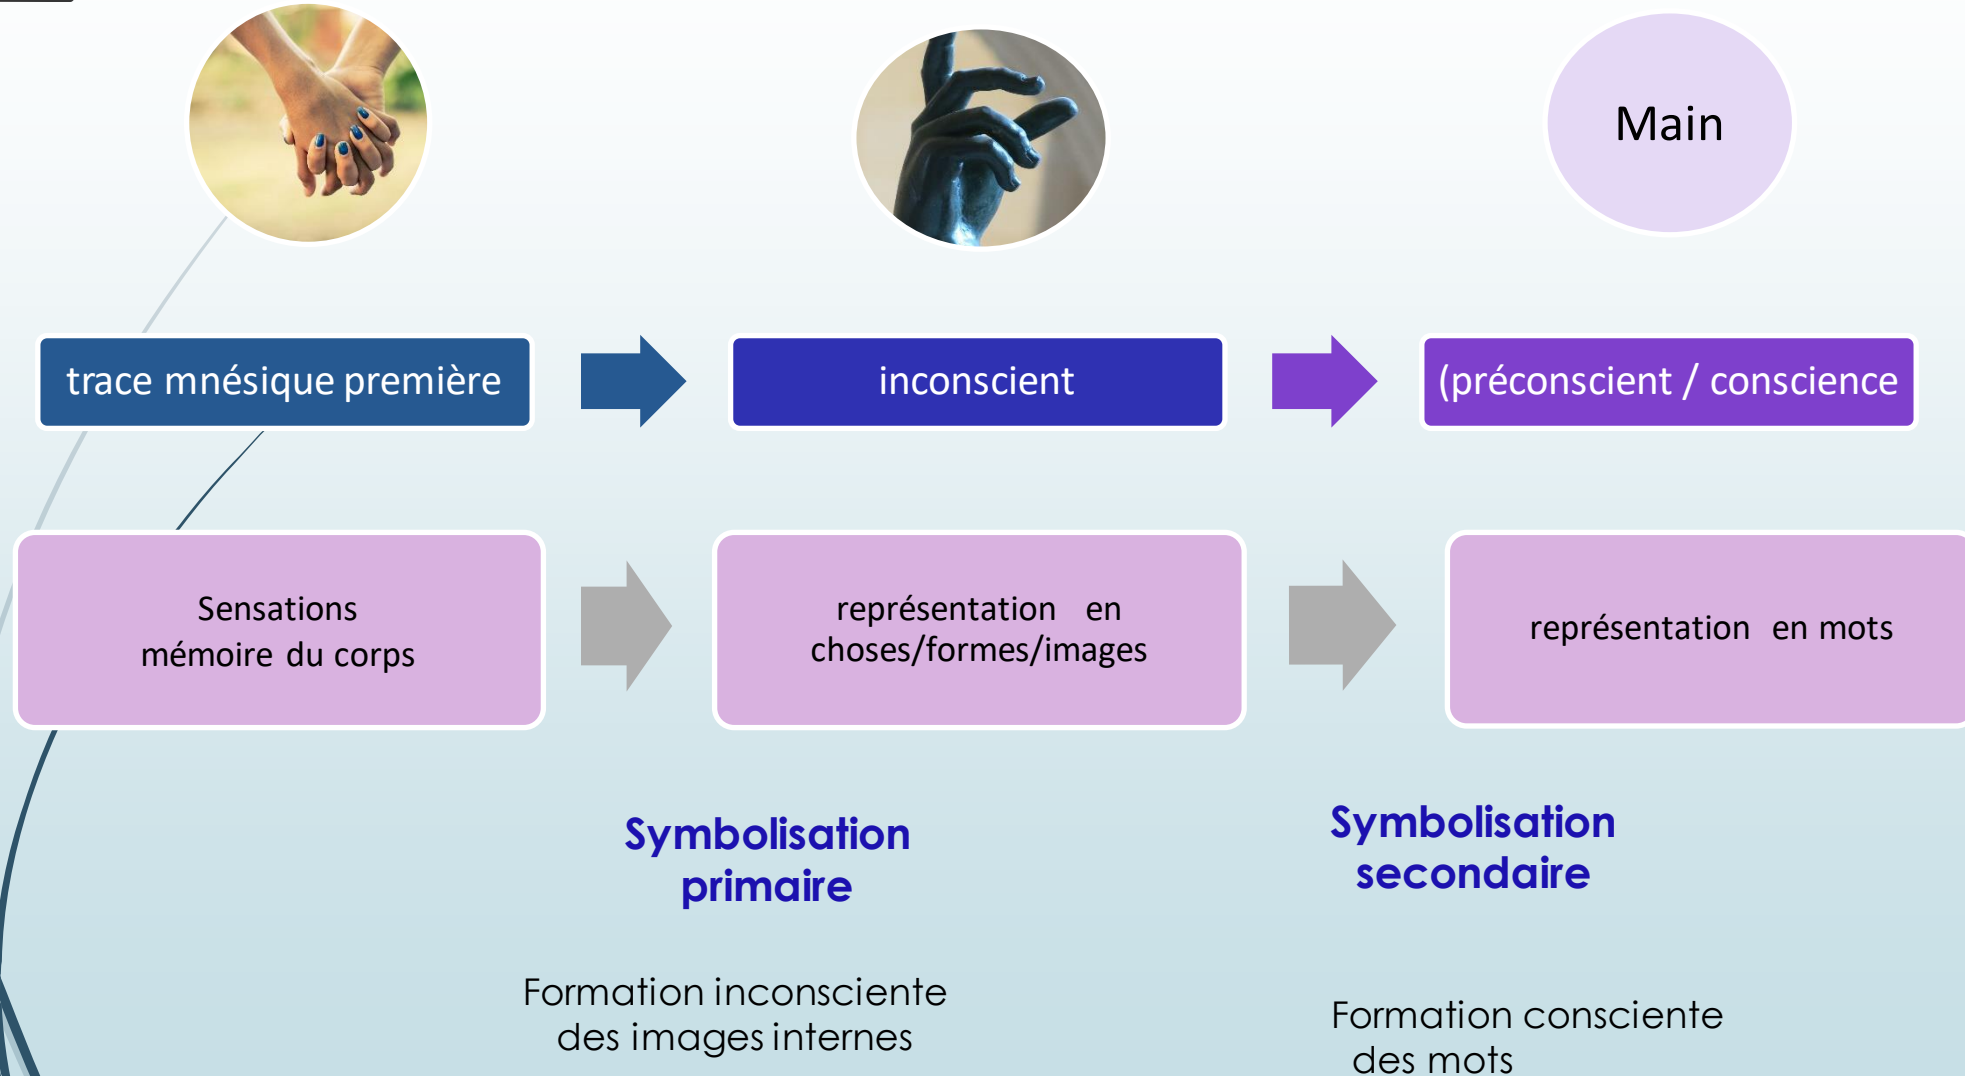 Main
trace mnésique première
inconscient
(préconscient / conscience
Sensations
mémoire du corps
représentation en
choses/formes/images
représentation en mots
Symbolisation
primaire
Symbolisation
secondaire
Formation inconsciente
des images internes
Formation consciente
des mots